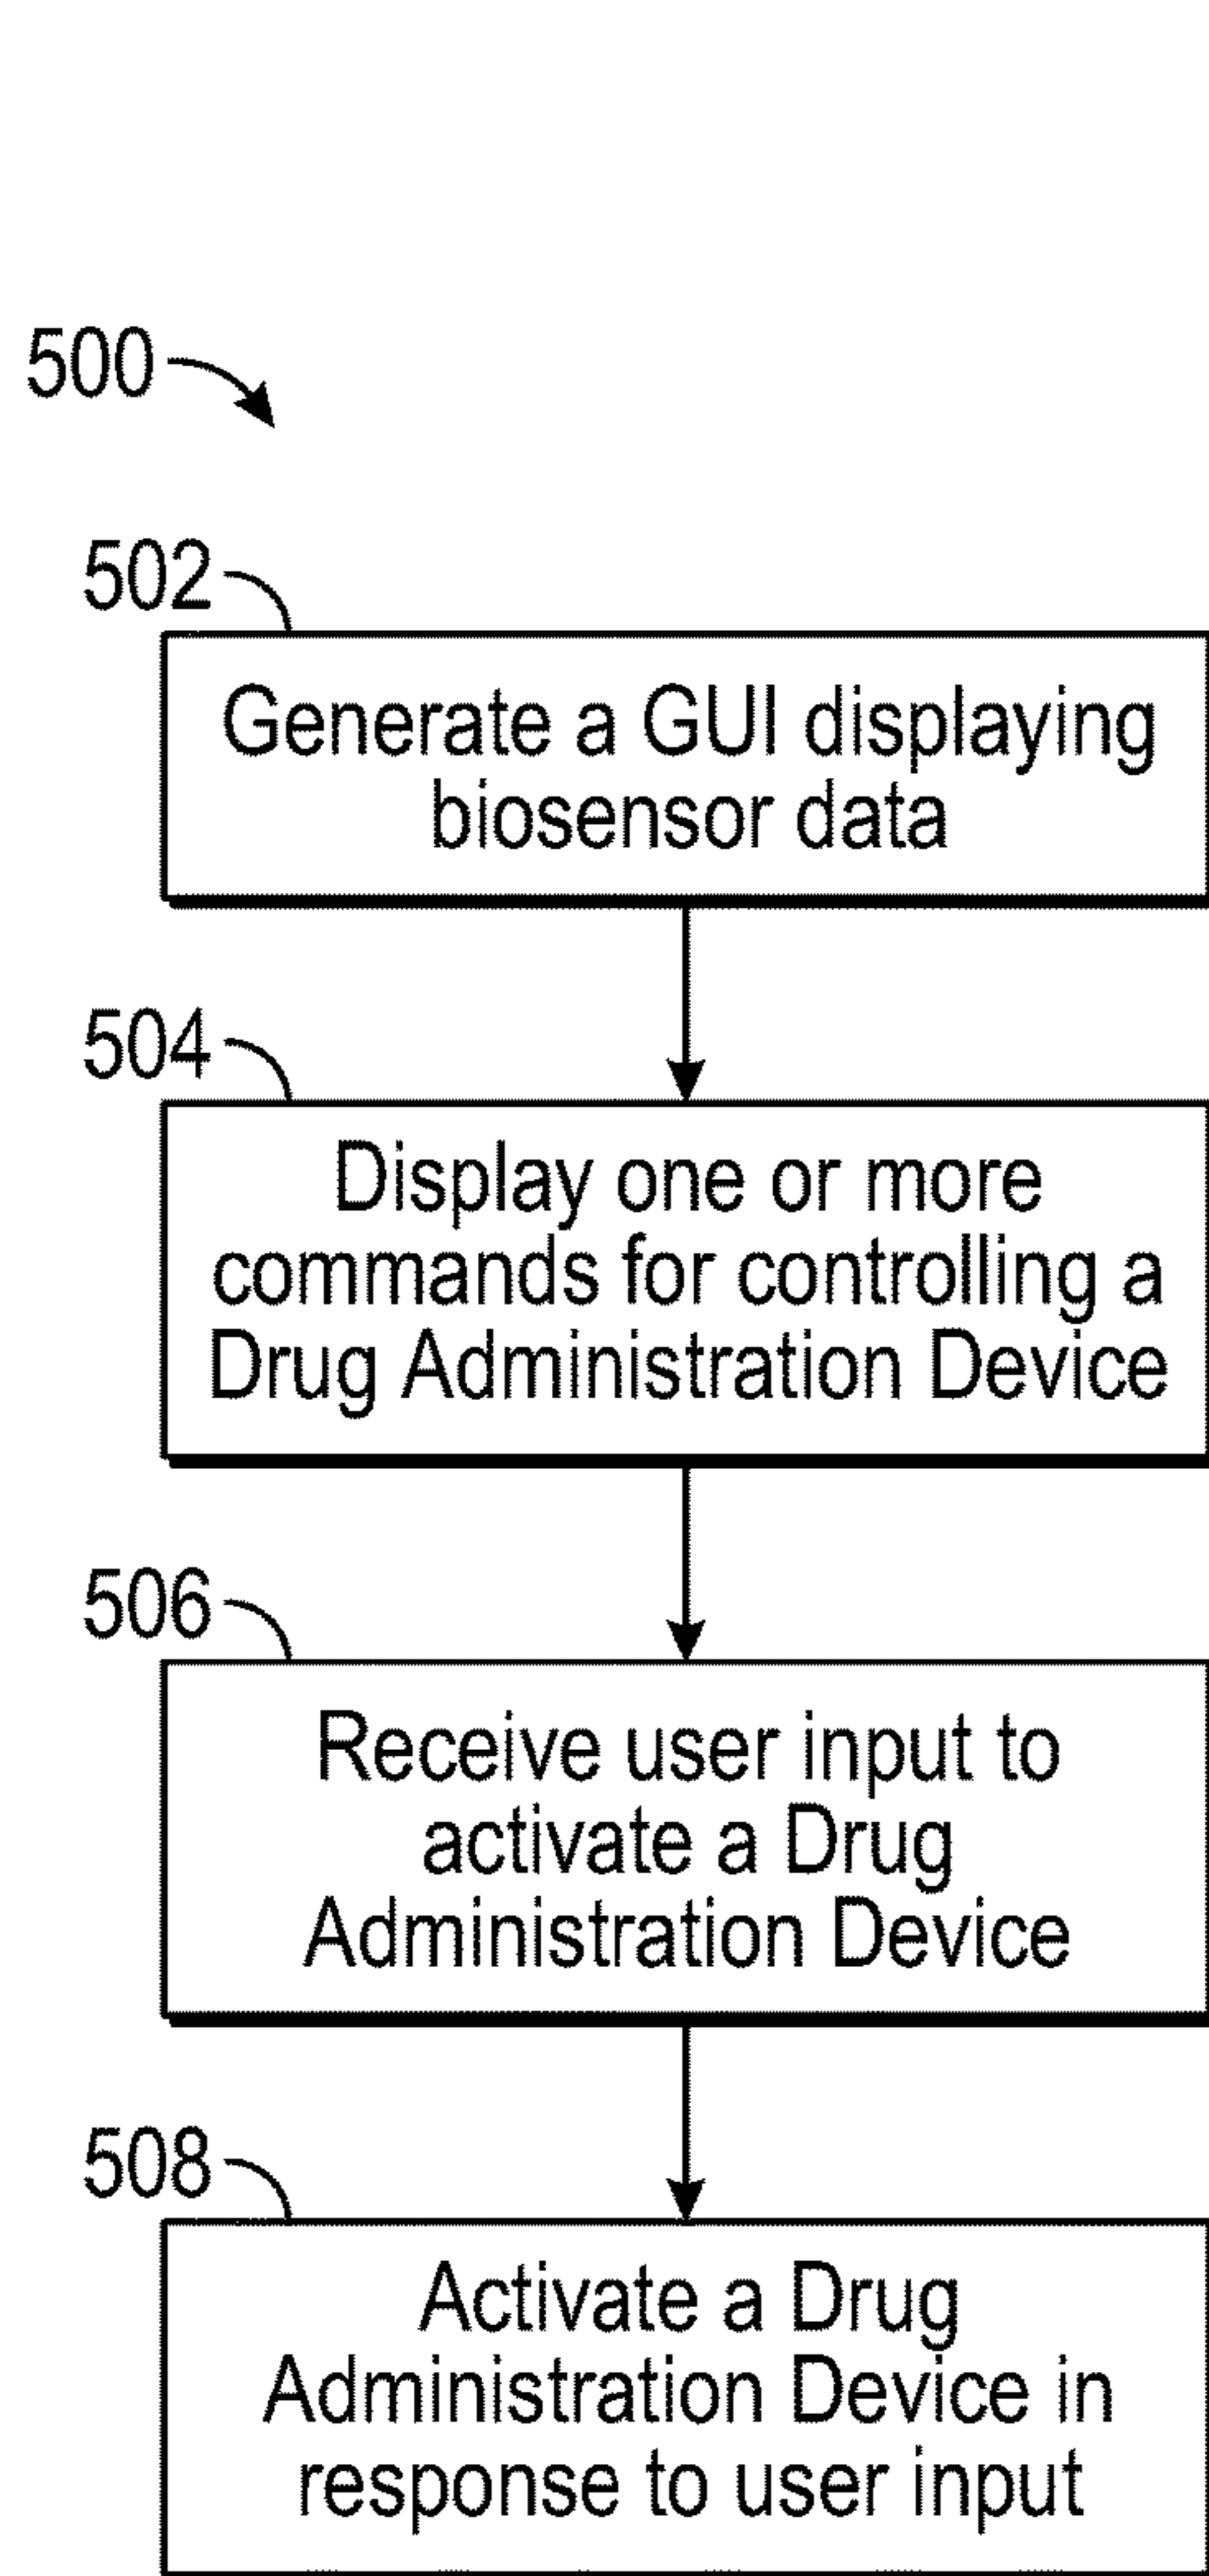 500
502
Generate a GUI displaying
biosensor data
504
Display one or more
commands for controlling a
Drug Administration Device
506
Receive user input to
activate a Drug
Administration Device
508
Activate a Drug
Administration Device in
response to user input